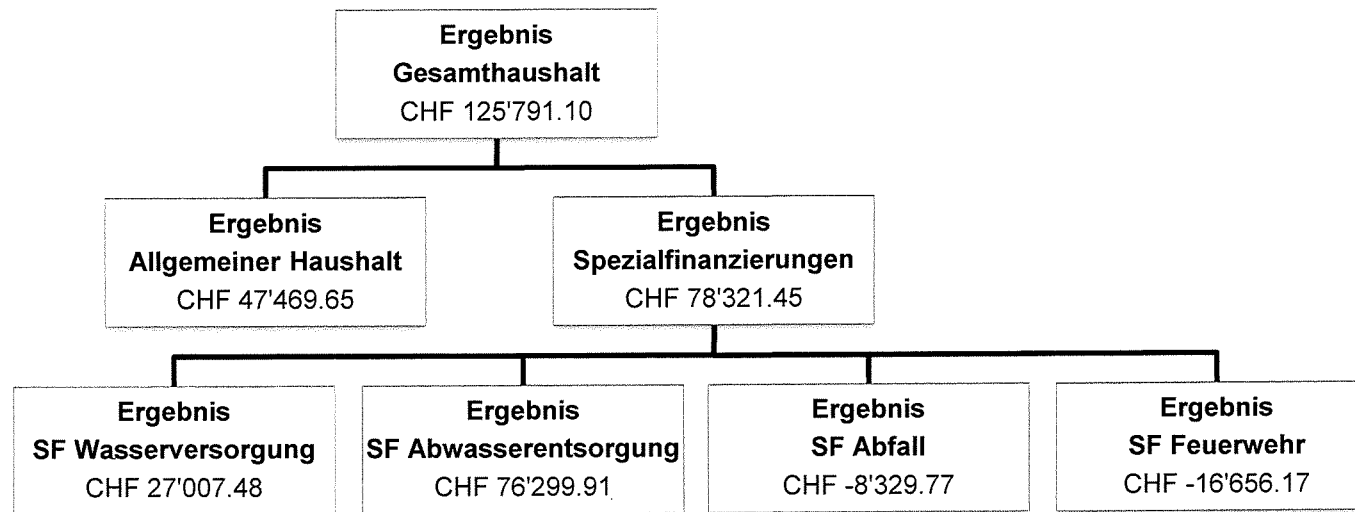 Ergebnis
Gesamthaushalt
CHF 125'791.10
Ergebnis
Allgemeiner Haushalt
CHF 47'469.65
Ergebnis
Spezialfinanzierungen
CHF 78'321.45
Ergebnis
SF Wasserversorgung
CHF 27'007.48
Ergebnis
SF Abwasserentsorgung
CHF 76'299.91
Ergebnis
SF Abfall
CHF -8'329.77
Ergebnis
SF Feuerwehr
CHF -16'656.17